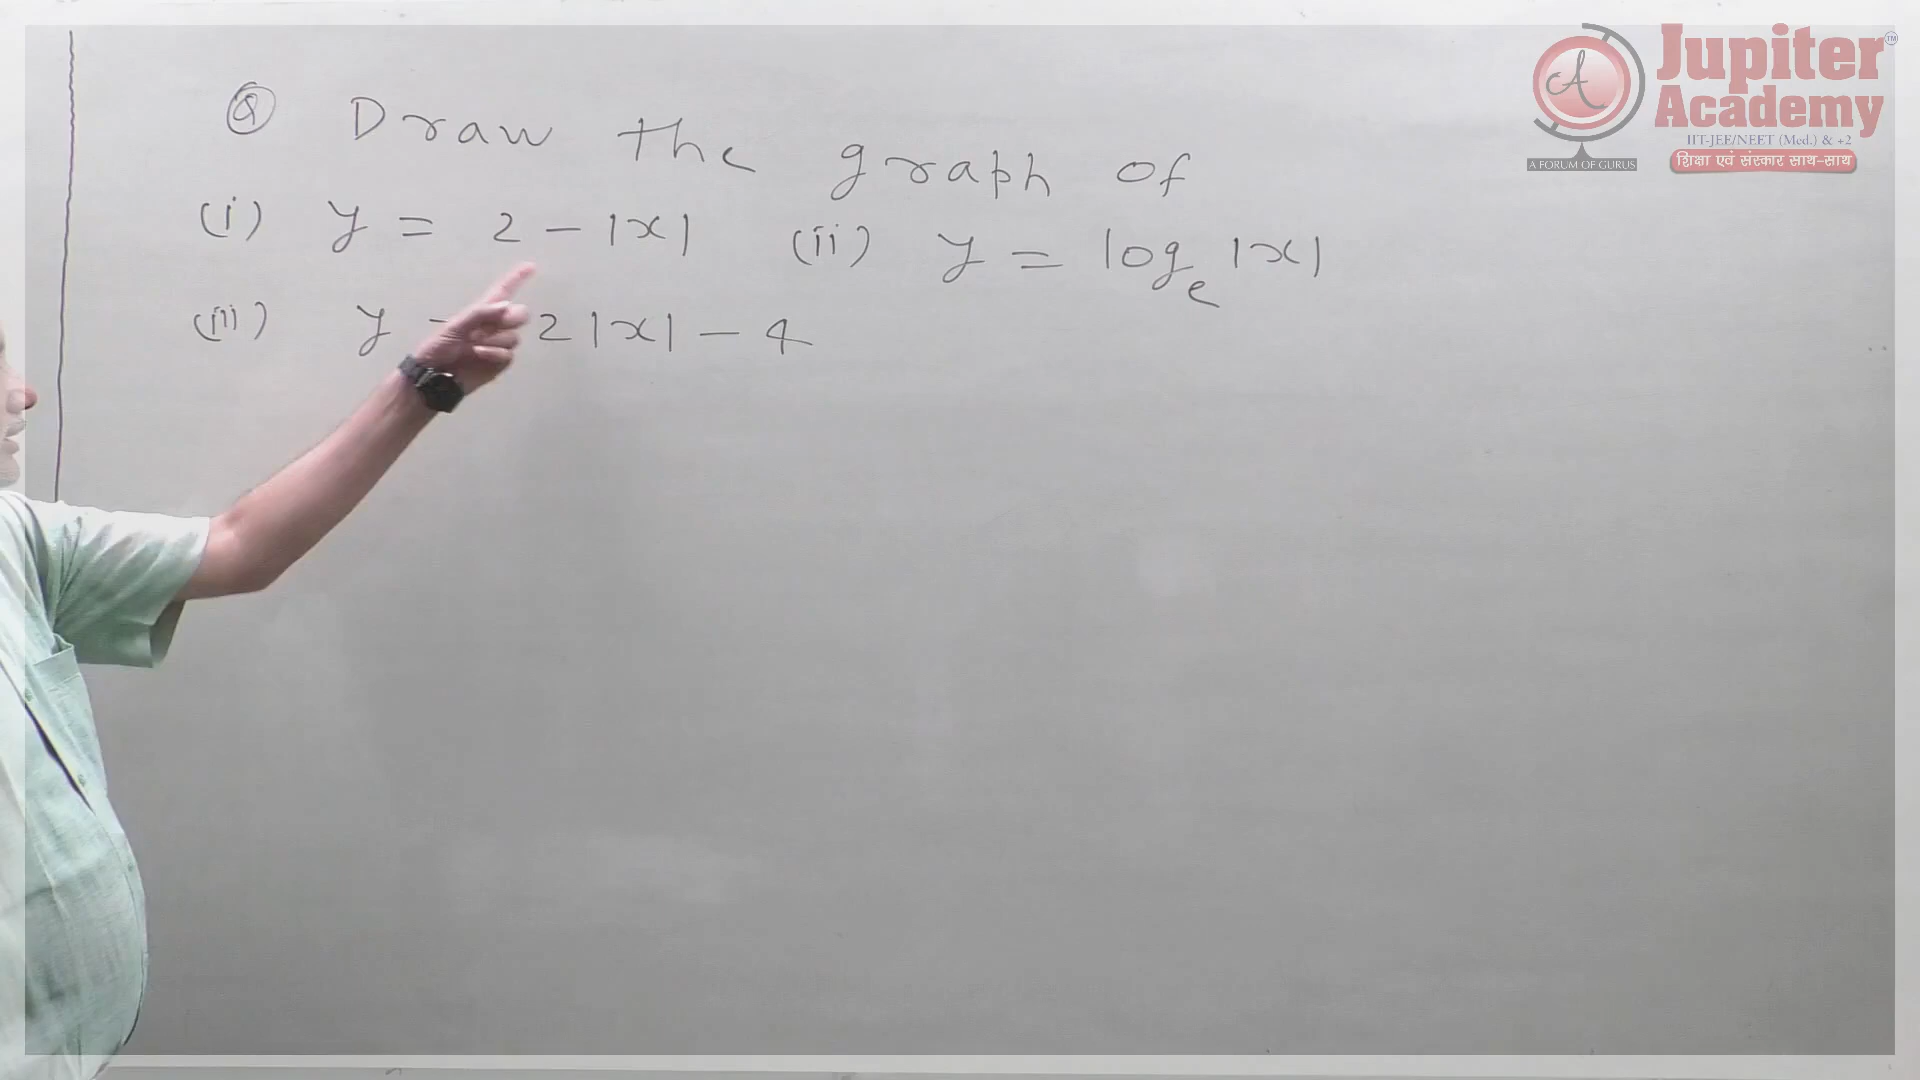 Q Draw the graph of
(i) y = 2 - |x| (ii) y = log_e |x|
(iii) y = 2|x| - 4
Jupiter™
Academy
IIT-JEE/NEET (Med.) & +2
A FORUM OF GURUS
शिक्षा एवं संस्कार साथ-साथ